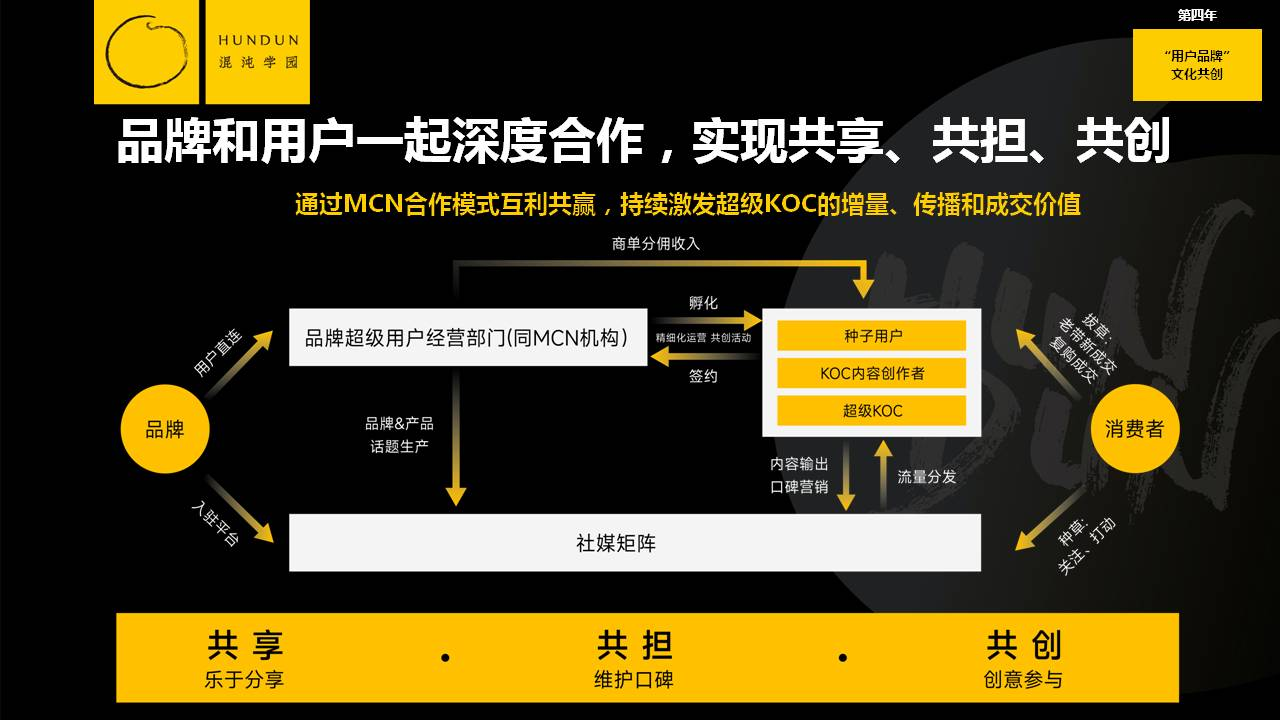 HUNDUN
混沌学园
第四年
“用户品牌”
文化共创
品牌和用户一起深度合作，实现共享、共担、共创
通过MCN合作模式互利共赢，持续激发超级KOC的增量、传播和成交价值
商单分佣收入
品牌超级用户经营部门(同MCN机构）
孵化
精细化运营 共创活动
签约
种子用户
KOC内容创作者
超级KOC
用户直连
拔草：
老带新成交
复购成交
品牌
消费者
品牌&产品
话题生产
内容输出
口碑营销
流量分发
入驻平台
种草：
关注、打动
社媒矩阵
共享
·
共担
·
共创
乐于分享
维护口碑
创意参与